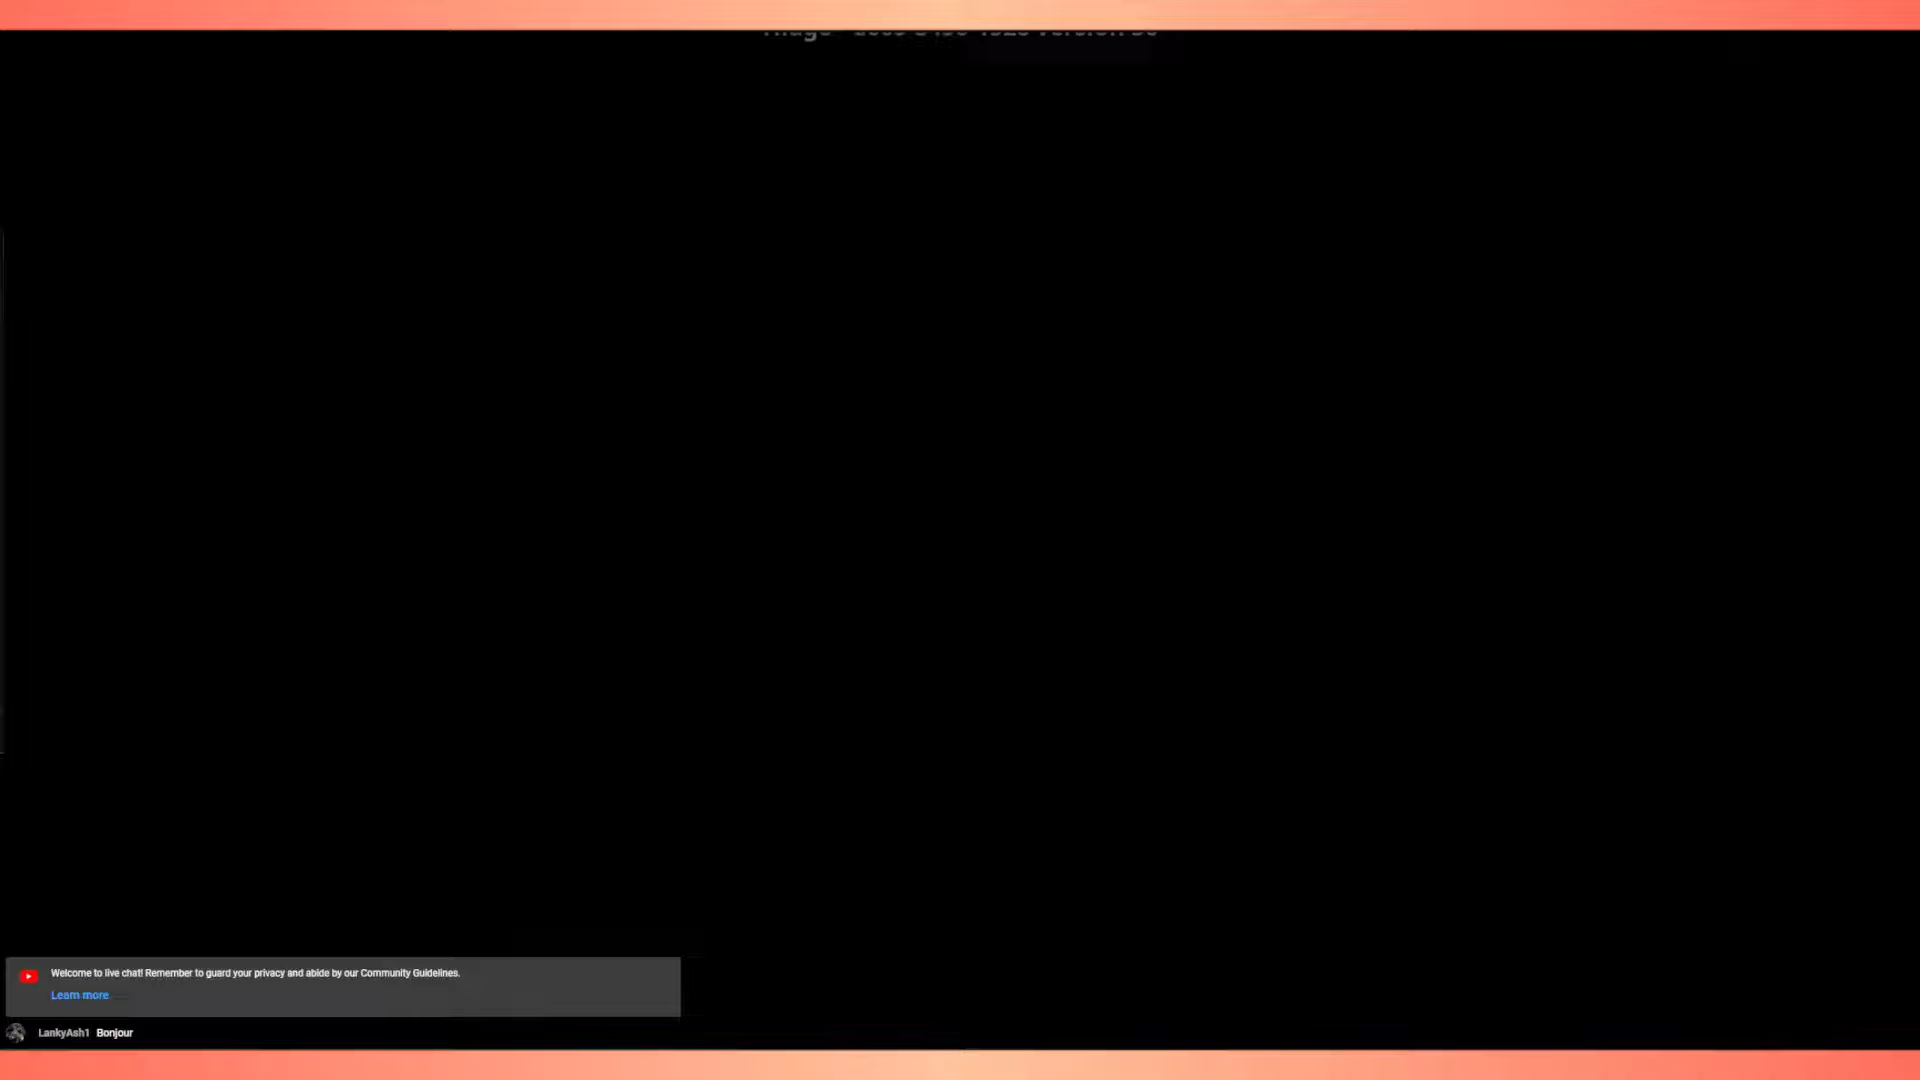 Welcome to live chat! Remember to guard your privacy and abide by our Community Guidelines.
Learn more
LankyAsh1 Bonjour